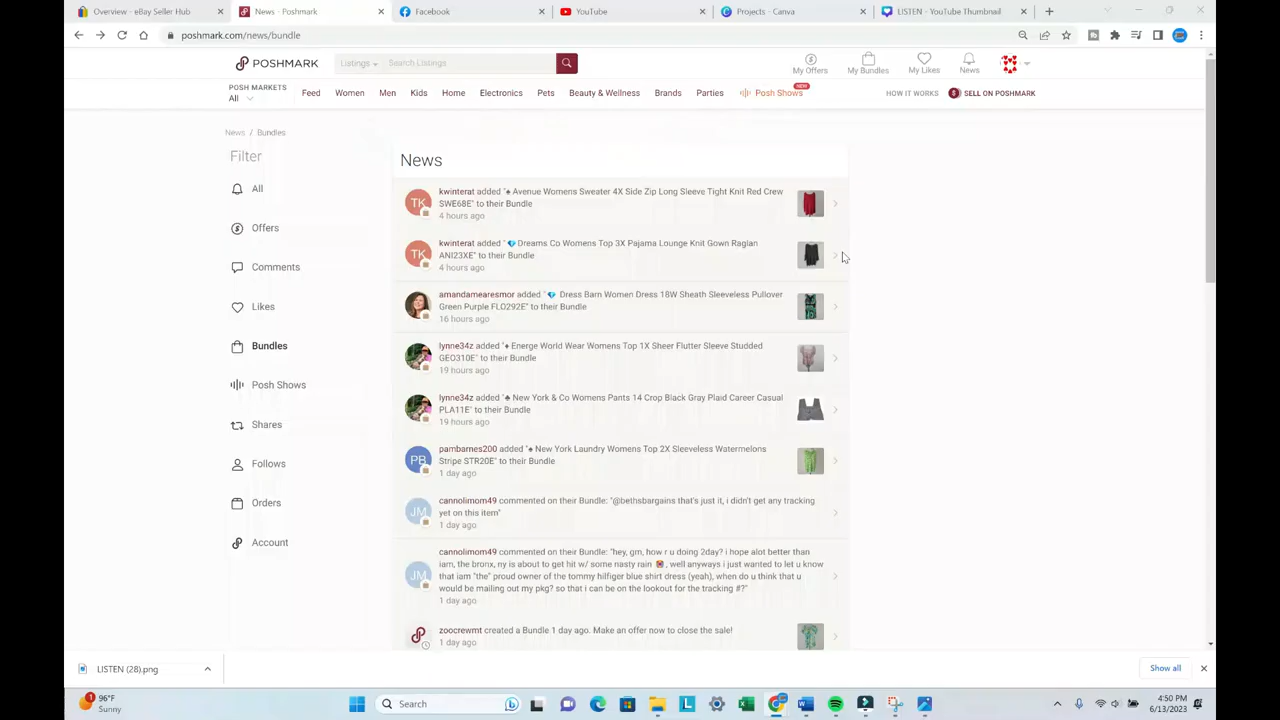 Overview - eBay Seller Hub
News - Poshmark
Facebook
YouTube
Projects - Canva
LISTEN - YouTube Thumbnail
poshmark.com/news/bundle
POSHMARK
Listings
Search Listings
My Offers
My Bundles
My Likes
News
POSH MARKETS
All
Feed
Women
Men
Kids
Home
Electronics
Pets
Beauty & Wellness
Brands
Parties
Posh Shows
NEW
HOW IT WORKS
SELL ON POSHMARK
News / Bundles
Filter
All
Offers
Comments
Likes
Bundles
Posh Shows
Shares
Follows
Orders
Account
News
TK
kwinterat added "♠ Avenue Womens Sweater 4X Side Zip Long Sleeve Tight Knit Red Crew
SWE68E" to their Bundle
4 hours ago
TK
kwinterat added "💎 Dreams Co Womens Top 3X Pajama Lounge Knit Gown Raglan
ANI23XE" to their Bundle
4 hours ago
amandamearesmor added "💎 Dress Barn Women Dress 18W Sheath Sleeveless Pullover
Green Purple FLO292E" to their Bundle
16 hours ago
lynne34z added "♦ Energe World Wear Womens Top 1X Sheer Flutter Sleeve Studded
GEO310E" to their Bundle
19 hours ago
lynne34z added "♠ New York & Co Womens Pants 14 Crop Black Gray Plaid Career Casual
PLA11E" to their Bundle
19 hours ago
PB
pambarnes200 added "♠ New York Laundry Womens Top 2X Sleeveless Watermelons
Stripe STR20E" to their Bundle
1 day ago
JM
cannolimom49 commented on their Bundle: "@bethsbargains that's just it, i didn't get any tracking
yet on this item"
1 day ago
JM
cannolimom49 commented on their Bundle: "hey, gm, how r u doing 2day? i hope alot better than
iam, the bronx, ny is about to get hit w/ some nasty rain , well anyways i just wanted to let u know
that iam "the" proud owner of the tommy hilfiger blue shirt dress (yeah), when do u think that u
would be mailing out my pkg? so that i can be on the lookout for the tracking #?"
1 day ago
zoocrewmt created a Bundle 1 day ago. Make an offer now to close the sale!
1 day ago
LISTEN (28).png
Show all
1
96°F
Sunny
Search
4:50 PM
6/13/2023